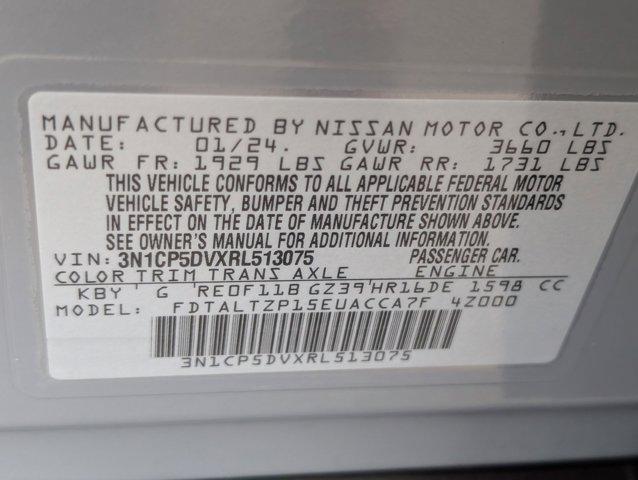 MANUFACTURED BY NISSAN MOTOR CO.,LTD.
DATE: 01/24. GVWR: 3660 LBS
GAWR FR: 1929 LBS GAWR RR: 1731 LBS
THIS VEHICLE CONFORMS TO ALL APPLICABLE FEDERAL MOTOR
VEHICLE SAFETY, BUMPER AND THEFT PREVENTION STANDARDS
IN EFFECT ON THE DATE OF MANUFACTURE SHOWN ABOVE.
SEE OWNER'S MANUAL FOR ADDITIONAL INFORMATION.
VIN: 3N1CP5DVXRL513075 PASSENGER CAR.
COLOR TRIM TRANS AXLE ENGINE
KBY ' G ' RE0F11B GZ39 'HR16DE 1598 CC
MODEL: FDTALTZP15EUACCA7F 4Z000
3N1CP5DVXRL513075